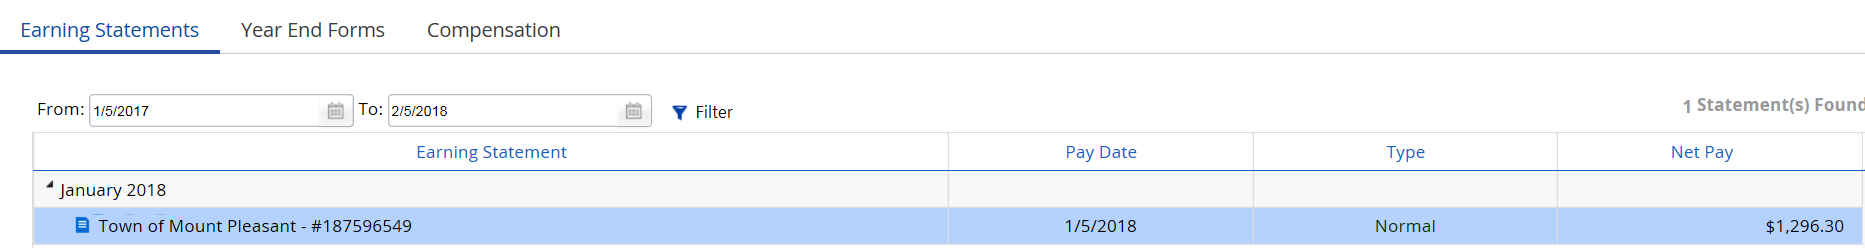 Earning Statements Year End Forms Compensation
From: 1/5/2017 To: 2/5/2018 Filter 1 Statement(s) Found
Earning Statement Pay Date Type Net Pay
January 2018
Town of Mount Pleasant - #187596549 1/5/2018 Normal $1,296.30